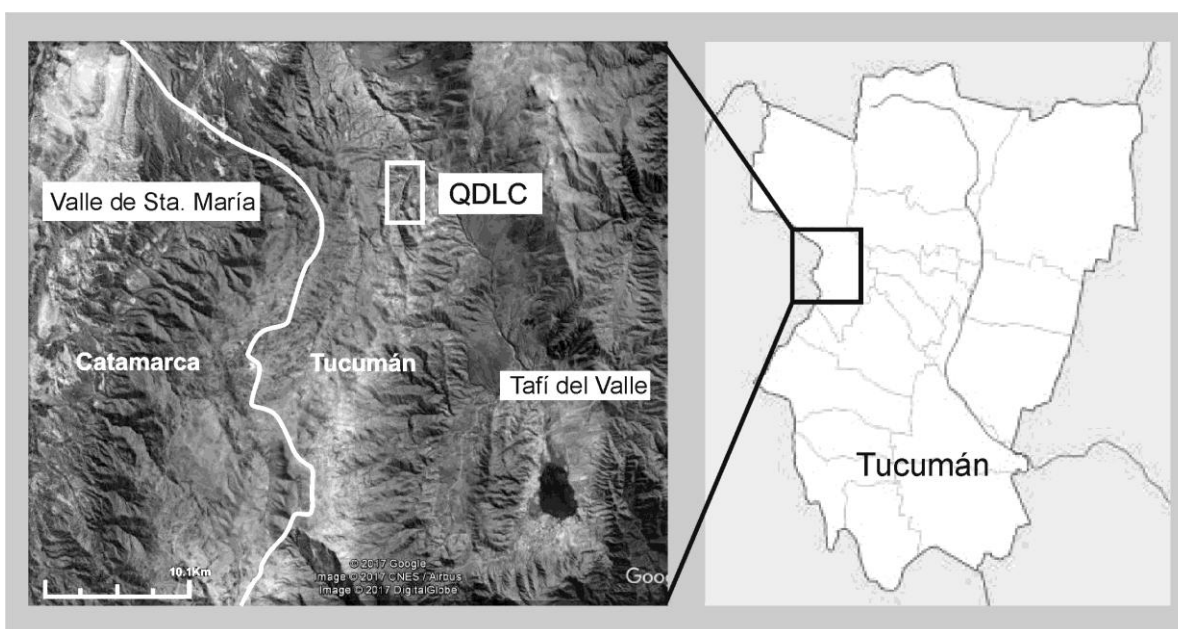 Valle de Sta. María
QDLC
Catamarca
Tucumán
Tafí del Valle
10.1Km
© 2017 Google
Image © 2017 CNES / Airbus
Image © 2017 DigitalGlobe
Goo
Tucumán